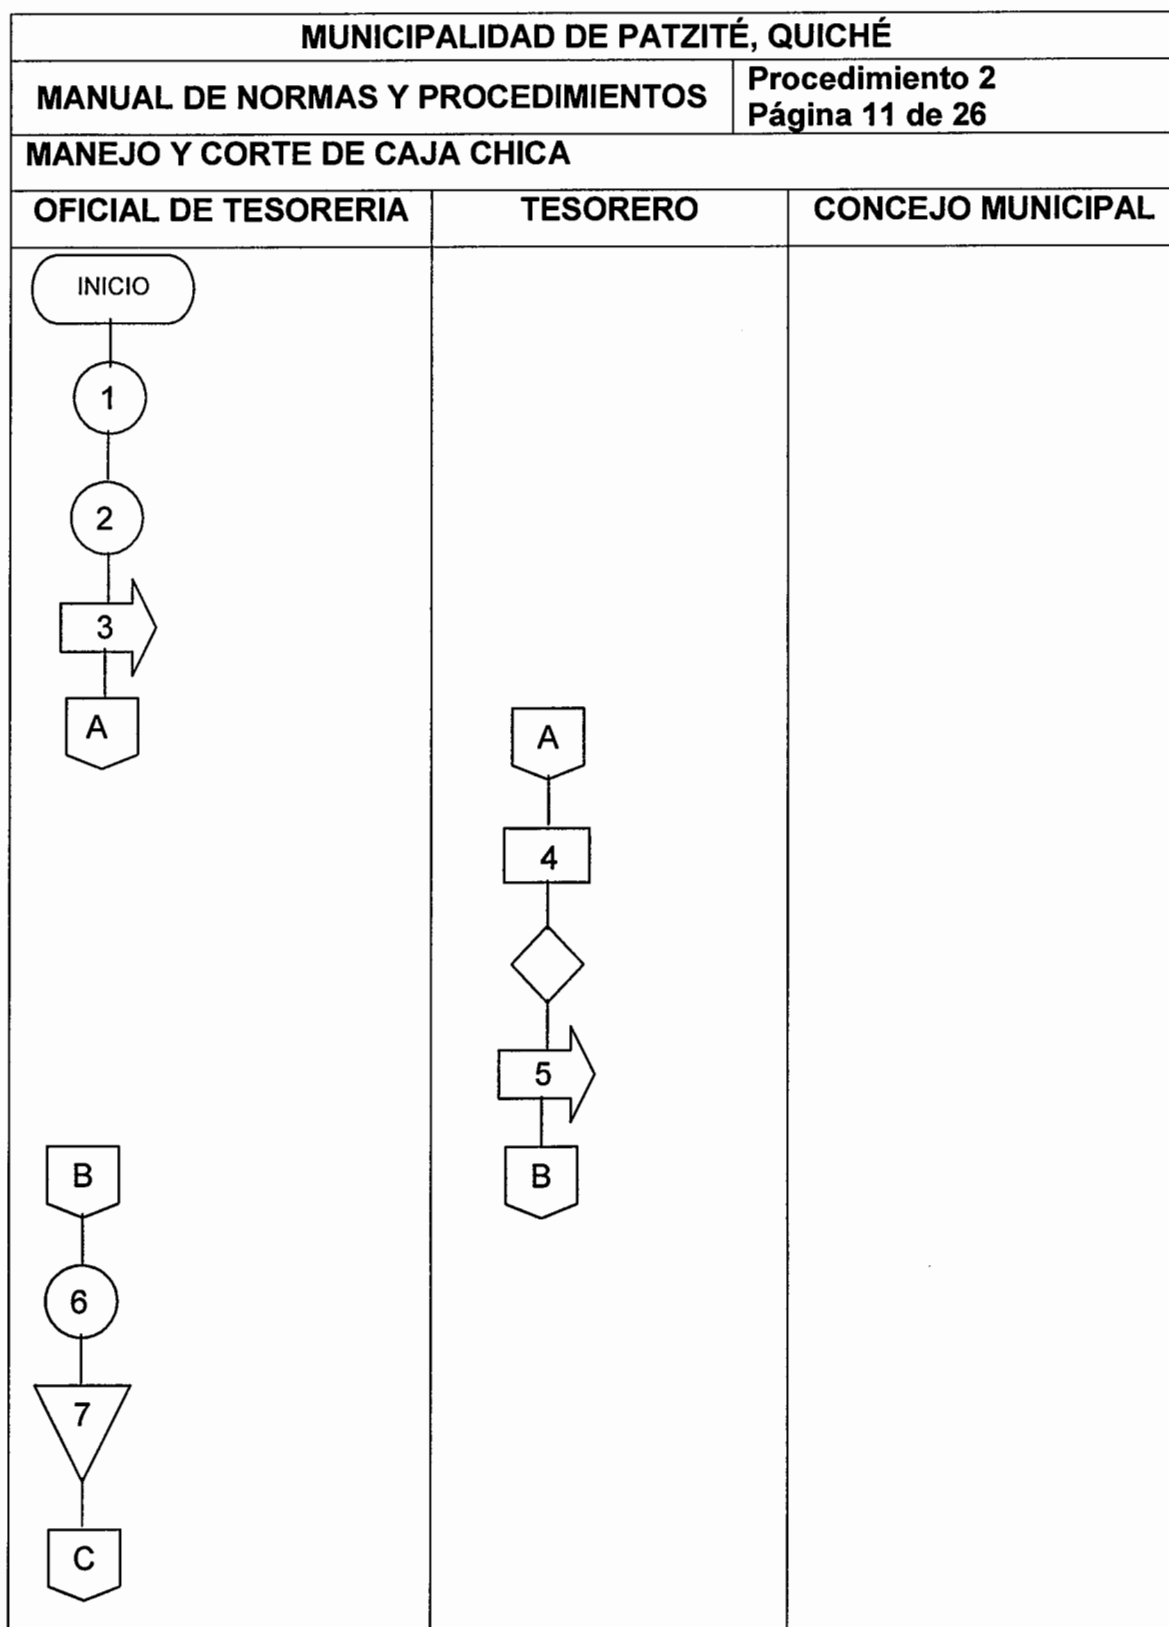 MUNICIPALIDAD DE PATZITÉ, QUICHÉ
MANUAL DE NORMAS Y PROCEDIMIENTOS
Procedimiento 2
Página 11 de 26
MANEJO Y CORTE DE CAJA CHICA
OFICIAL DE TESORERIA
TESORERO
CONCEJO MUNICIPAL
INICIO
1
2
3
A
A
4
5
B
B
6
7
C